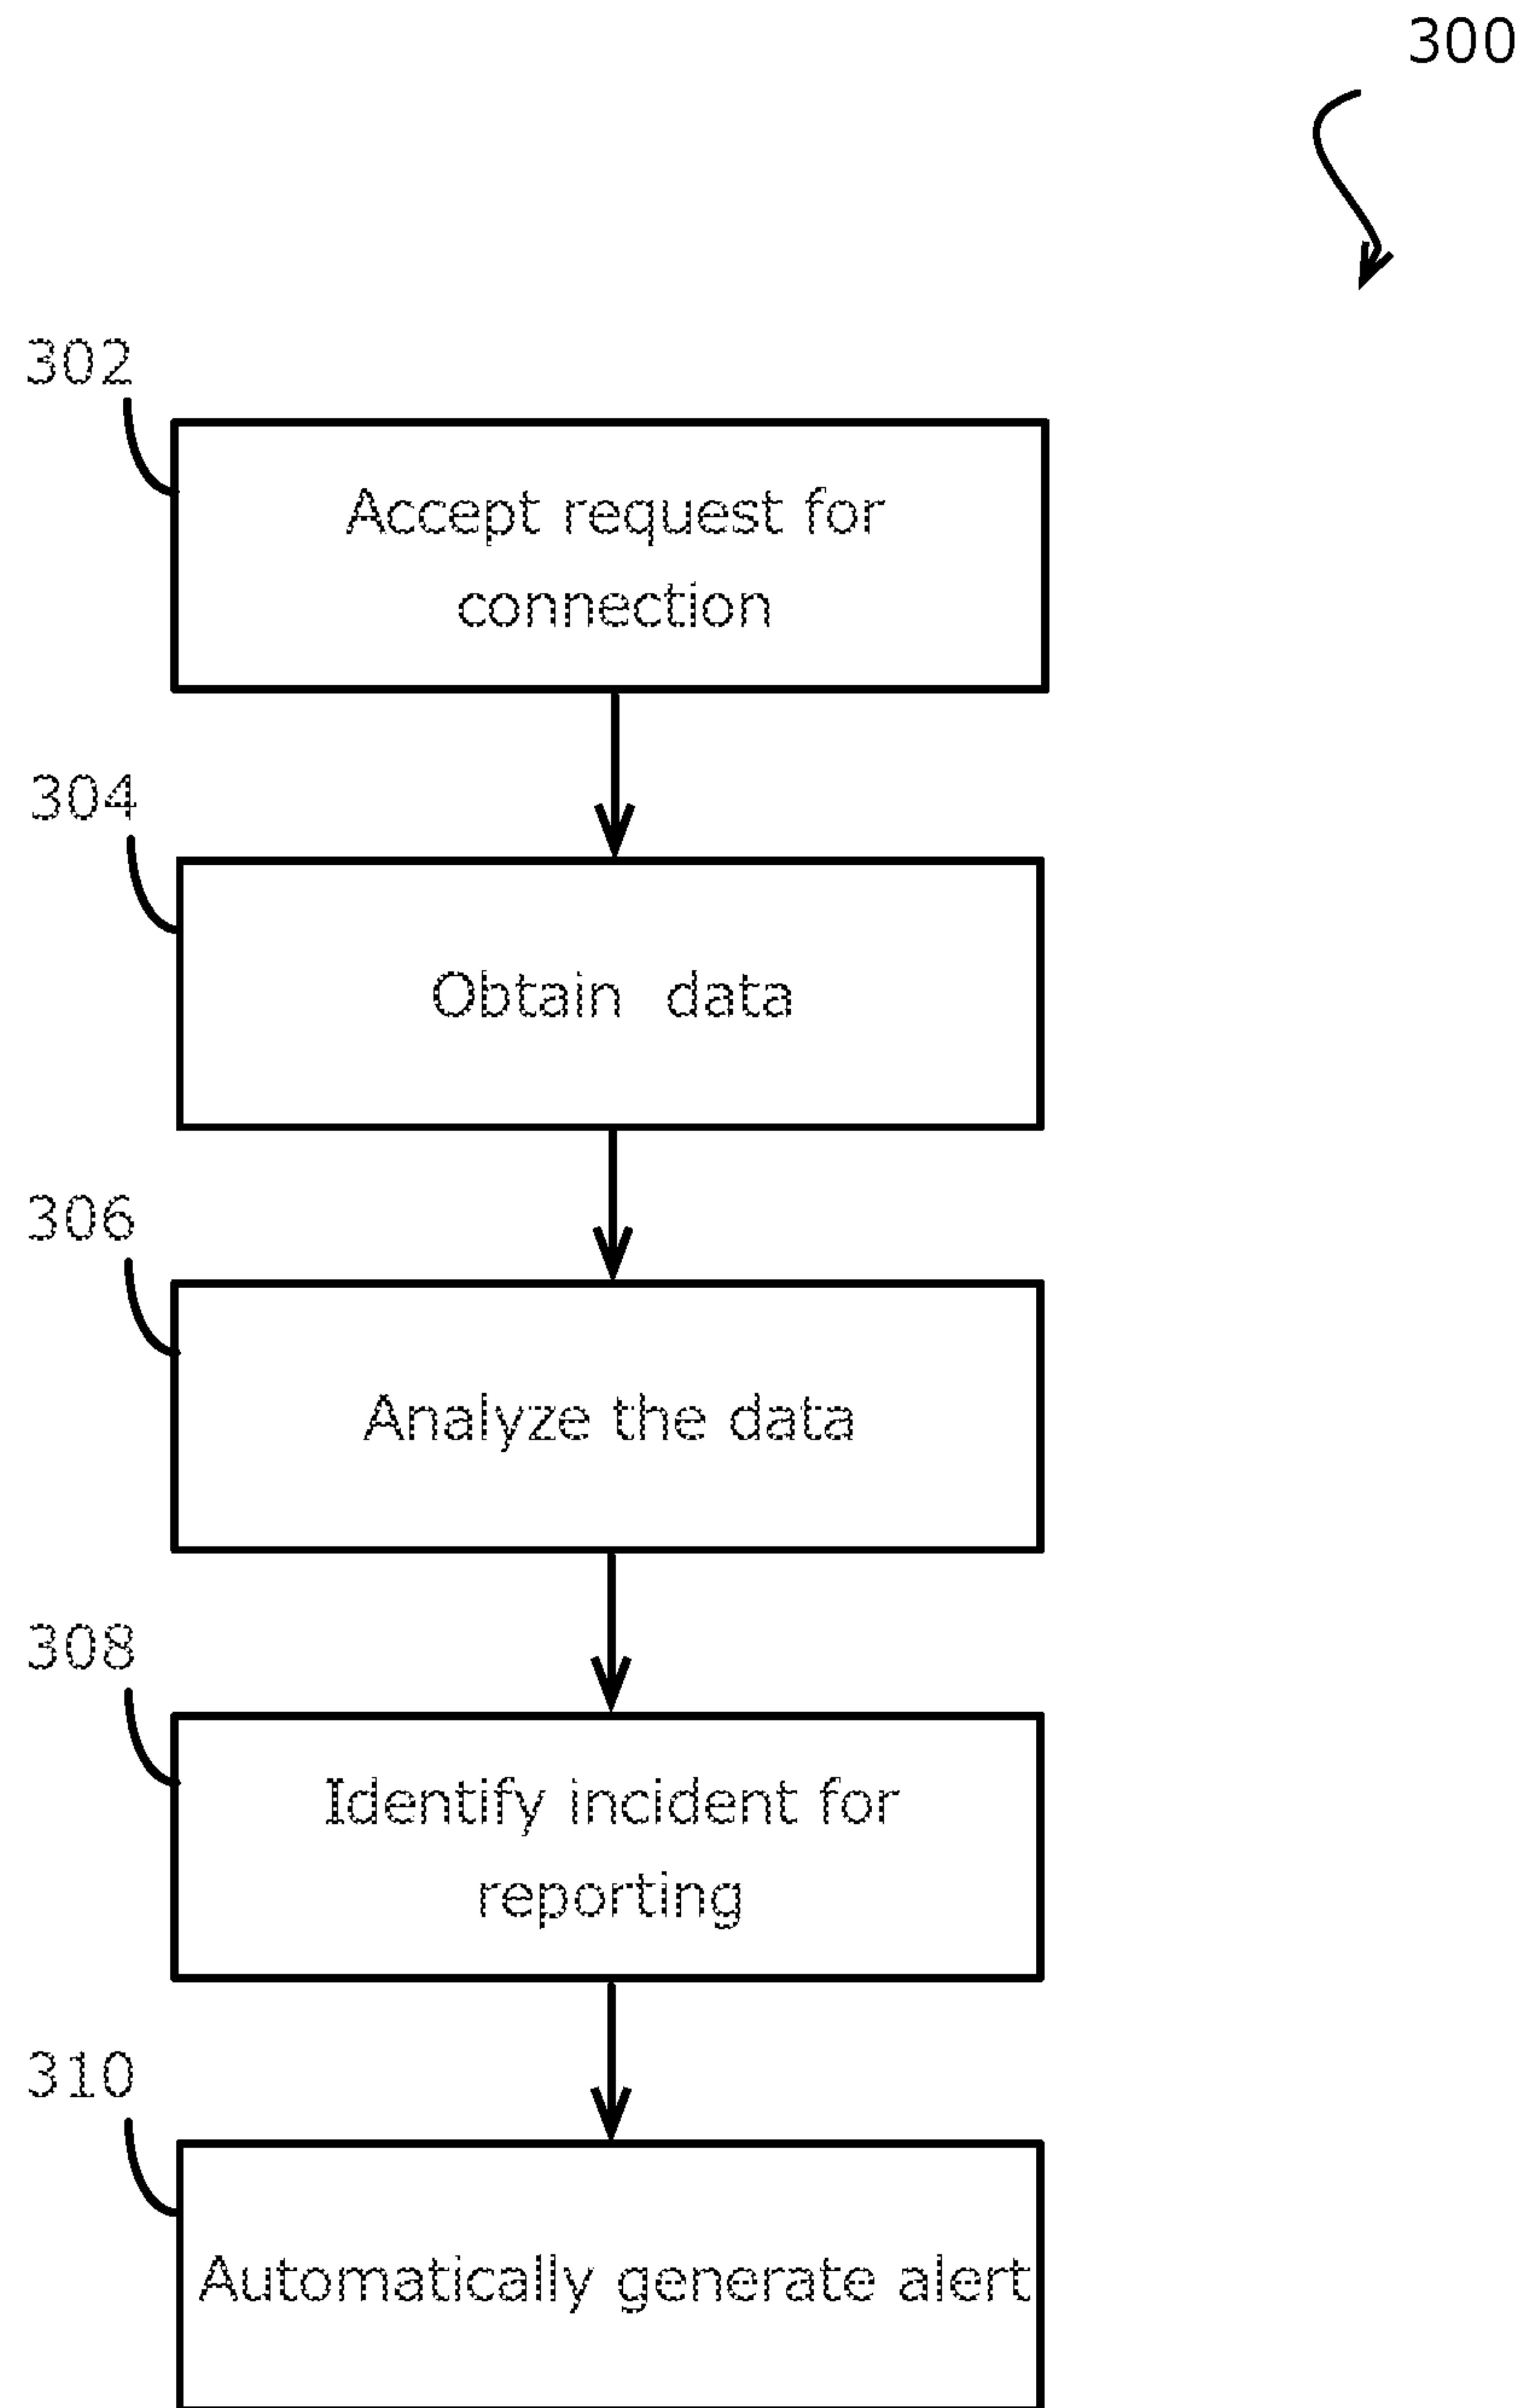 300
302
Accept request for
connection
304
Obtain data
306
Analyze the data
308
Identify incident for
reporting
310
Automatically generate alert